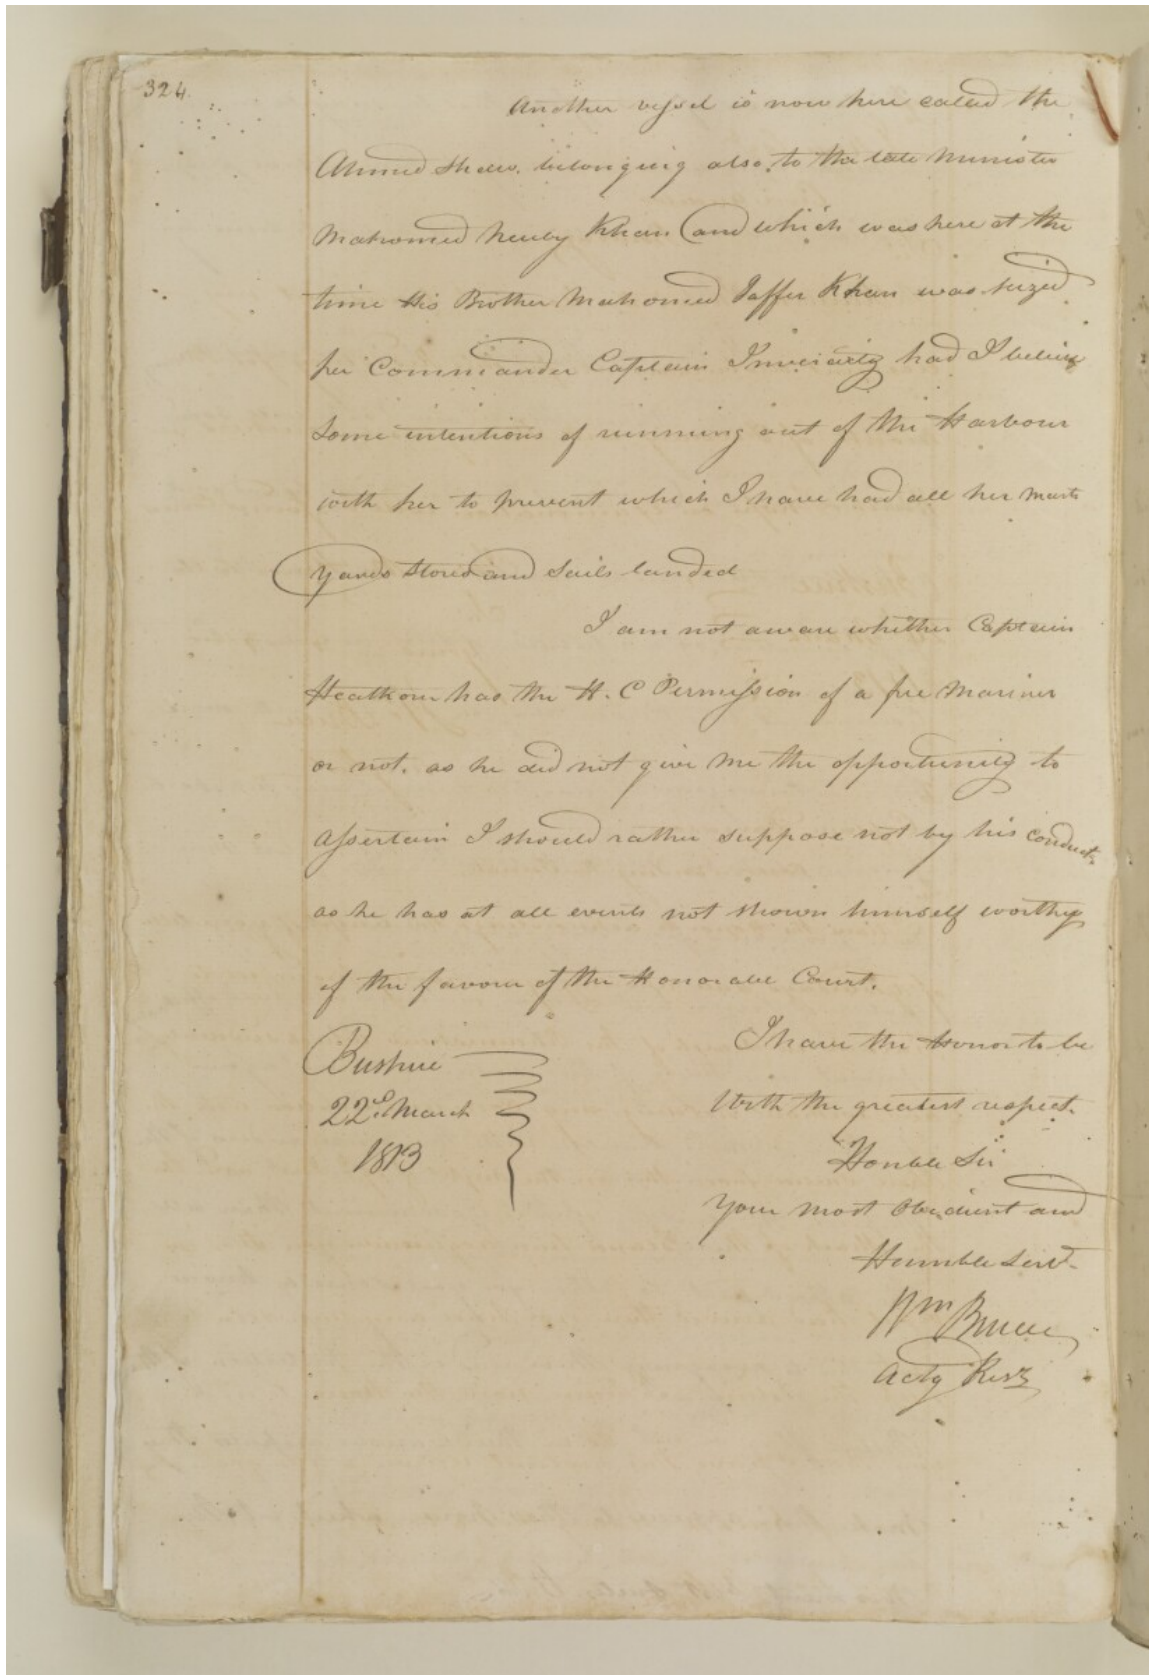 324.
Another vessel is now here called the
Ahmed Shaw. belonging also to the late Minister
Mahomed Neuby Khan (and which was here at the
time His Brother Mahomed Jaffer Khan was seized
her Commander Captain had I believe
Some intentions of running out of the Harbour
with her to prevent which I have had all her Masts
yards Stores and Sails landed
I am not aware whether Captain
Heathorn has the H. C Permission of a free Mariner
or not. as he did not give me the opportunity to
Assertain I should rather suppose not by his conduct.
as he has at all events not shown himself worthy
of the favour of the Honorable Court.
I have the Honor to be
With the greatest respect.
Honble Sir
Your most Obedient and
Humble Servt.
Wm Bruce
Actg Rest
Bushire
22d. March
1813